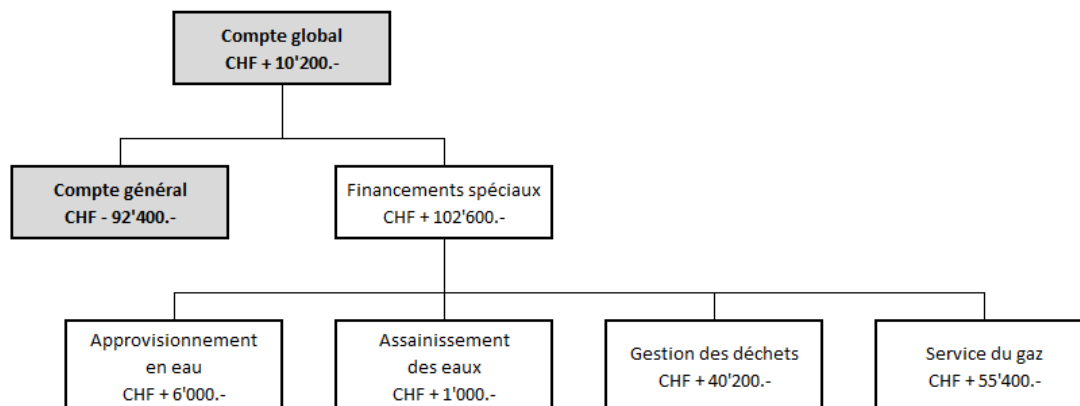 Compte global
CHF + 10'200.-
Compte général
CHF - 92'400.-
Financements spéciaux
CHF + 102'600.-
Approvisionnement
en eau
CHF + 6'000.-
Assainissement
des eaux
CHF + 1'000.-
Gestion des déchets
CHF + 40'200.-
Service du gaz
CHF + 55'400.-